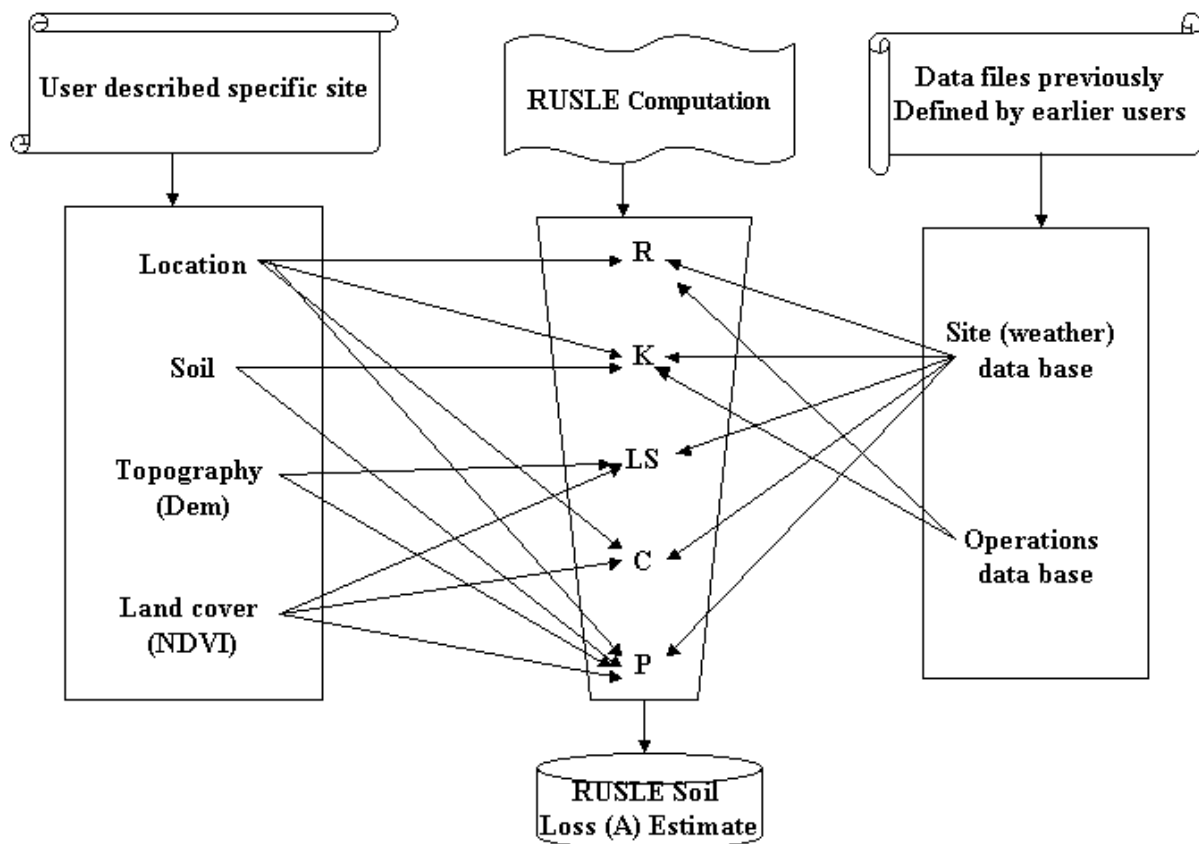 User described specific site
RUSLE Computation
Data files previously
Defined by earlier users
Location
Soil
Topography
(Dem)
Land cover
(NDVI)
R
K
LS
C
P
Site (weather)
data base
Operations
data base
RUSLE Soil
Loss (A) Estimate